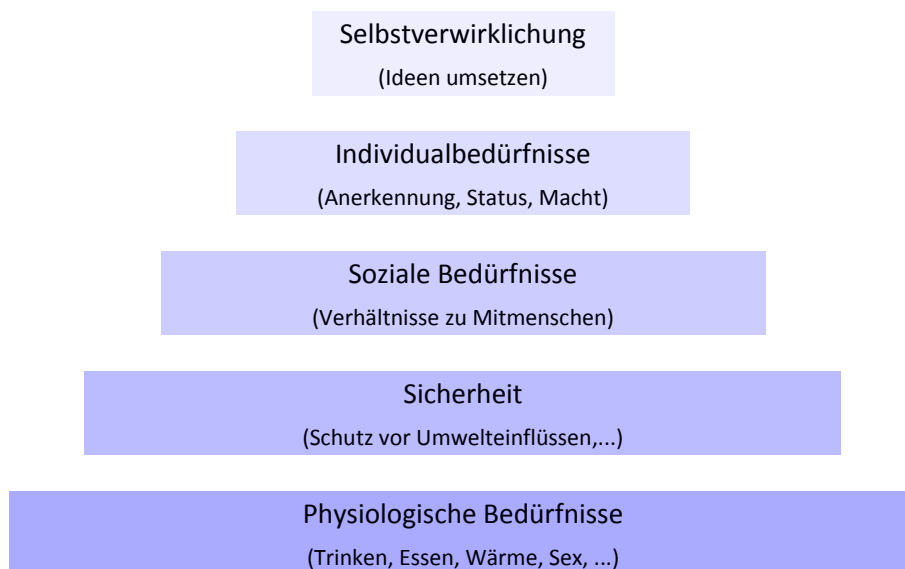 Selbstverwirklichung
(Ideen umsetzen)
Individualbedürfnisse
(Anerkennung, Status, Macht)
Soziale Bedürfnisse
(Verhältnisse zu Mitmenschen)
Sicherheit
(Schutz vor Umwelteinflüssen,...)
Physiologische Bedürfnisse
(Trinken, Essen, Wärme, Sex, ...)